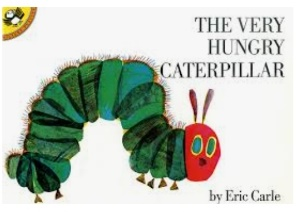 THE VERY
HUNGRY
CATERPILLAR
by Eric Carle